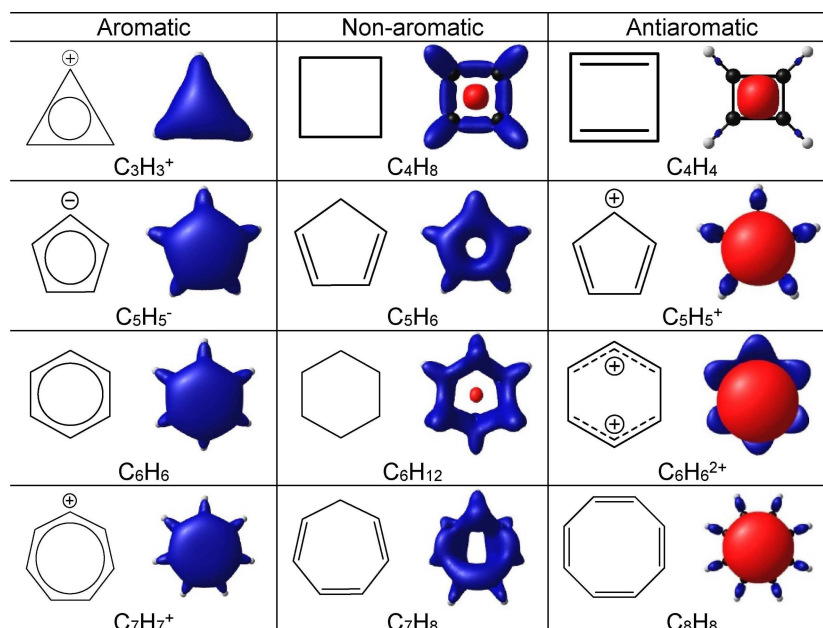 Aromatic Non-aromatic Antiaromatic
⊕
C₃H₃⁺ C₄H₈ C₄H₄
⊖ ⊕
C₅H₅⁻ C₅H₆ C₅H₅⁺
⊕
⊕
C₆H₆ C₆H₁₂ C₆H₆²⁺
⊕
C₇H₇⁺ C₇H₈ C₈H₈